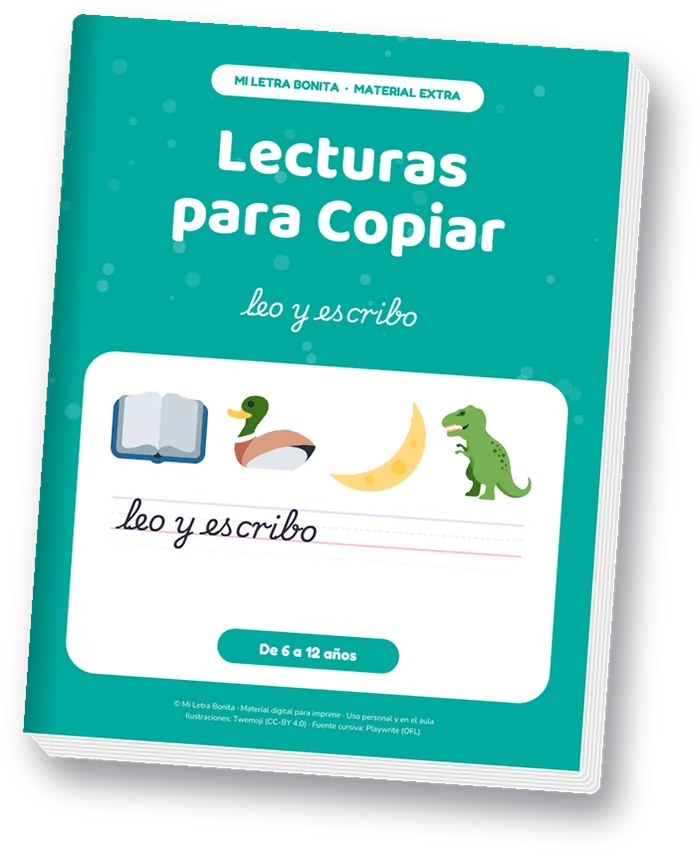 MI LETRA BONITA · MATERIAL EXTRA
Lecturas
para Copiar
leo y escribo
leo y escribo
De 6 a 12 años
© Mi Letra Bonita · Material digital para imprimir · Uso personal y en el aula
Ilustraciones: Twemoji (CC-BY 4.0) · Fuente cursiva: Playwrite (OFL)